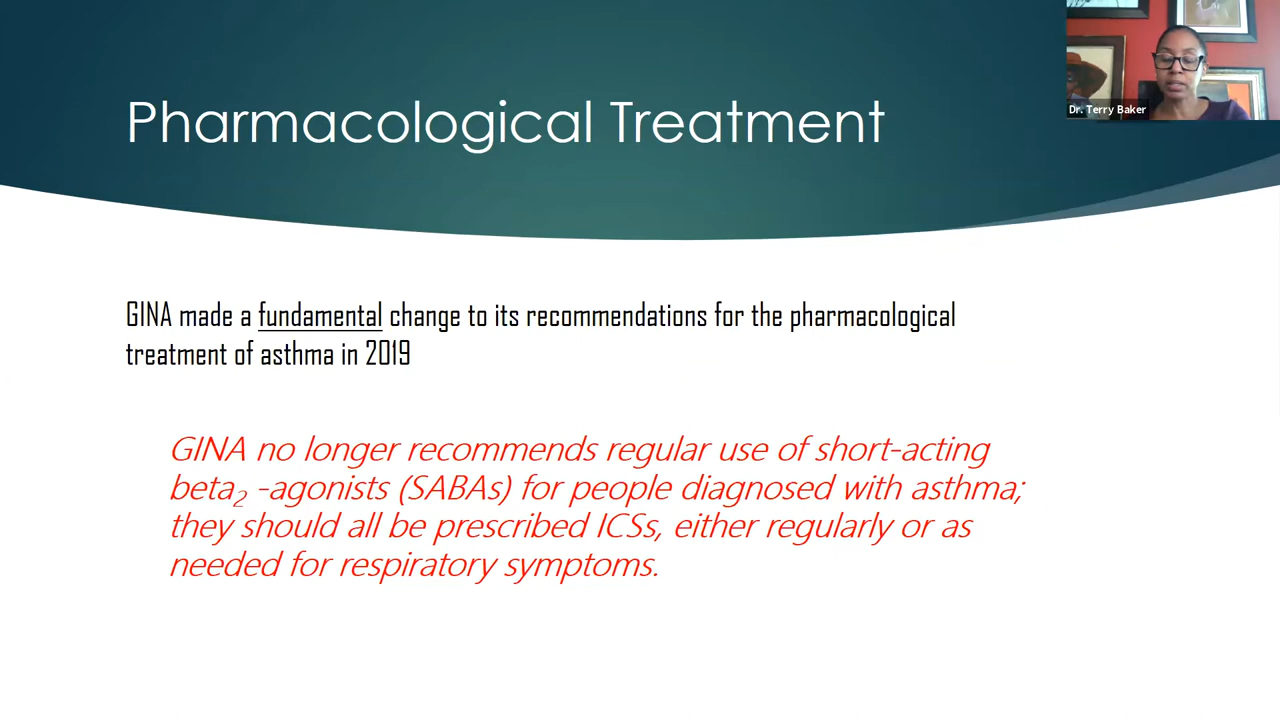 Pharmacological Treatment
Dr. Terry Baker
GINA made a fundamental change to its recommendations for the pharmacological
treatment of asthma in 2019
GINA no longer recommends regular use of short-acting
beta₂ -agonists (SABAs) for people diagnosed with asthma;
they should all be prescribed ICSs, either regularly or as
needed for respiratory symptoms.